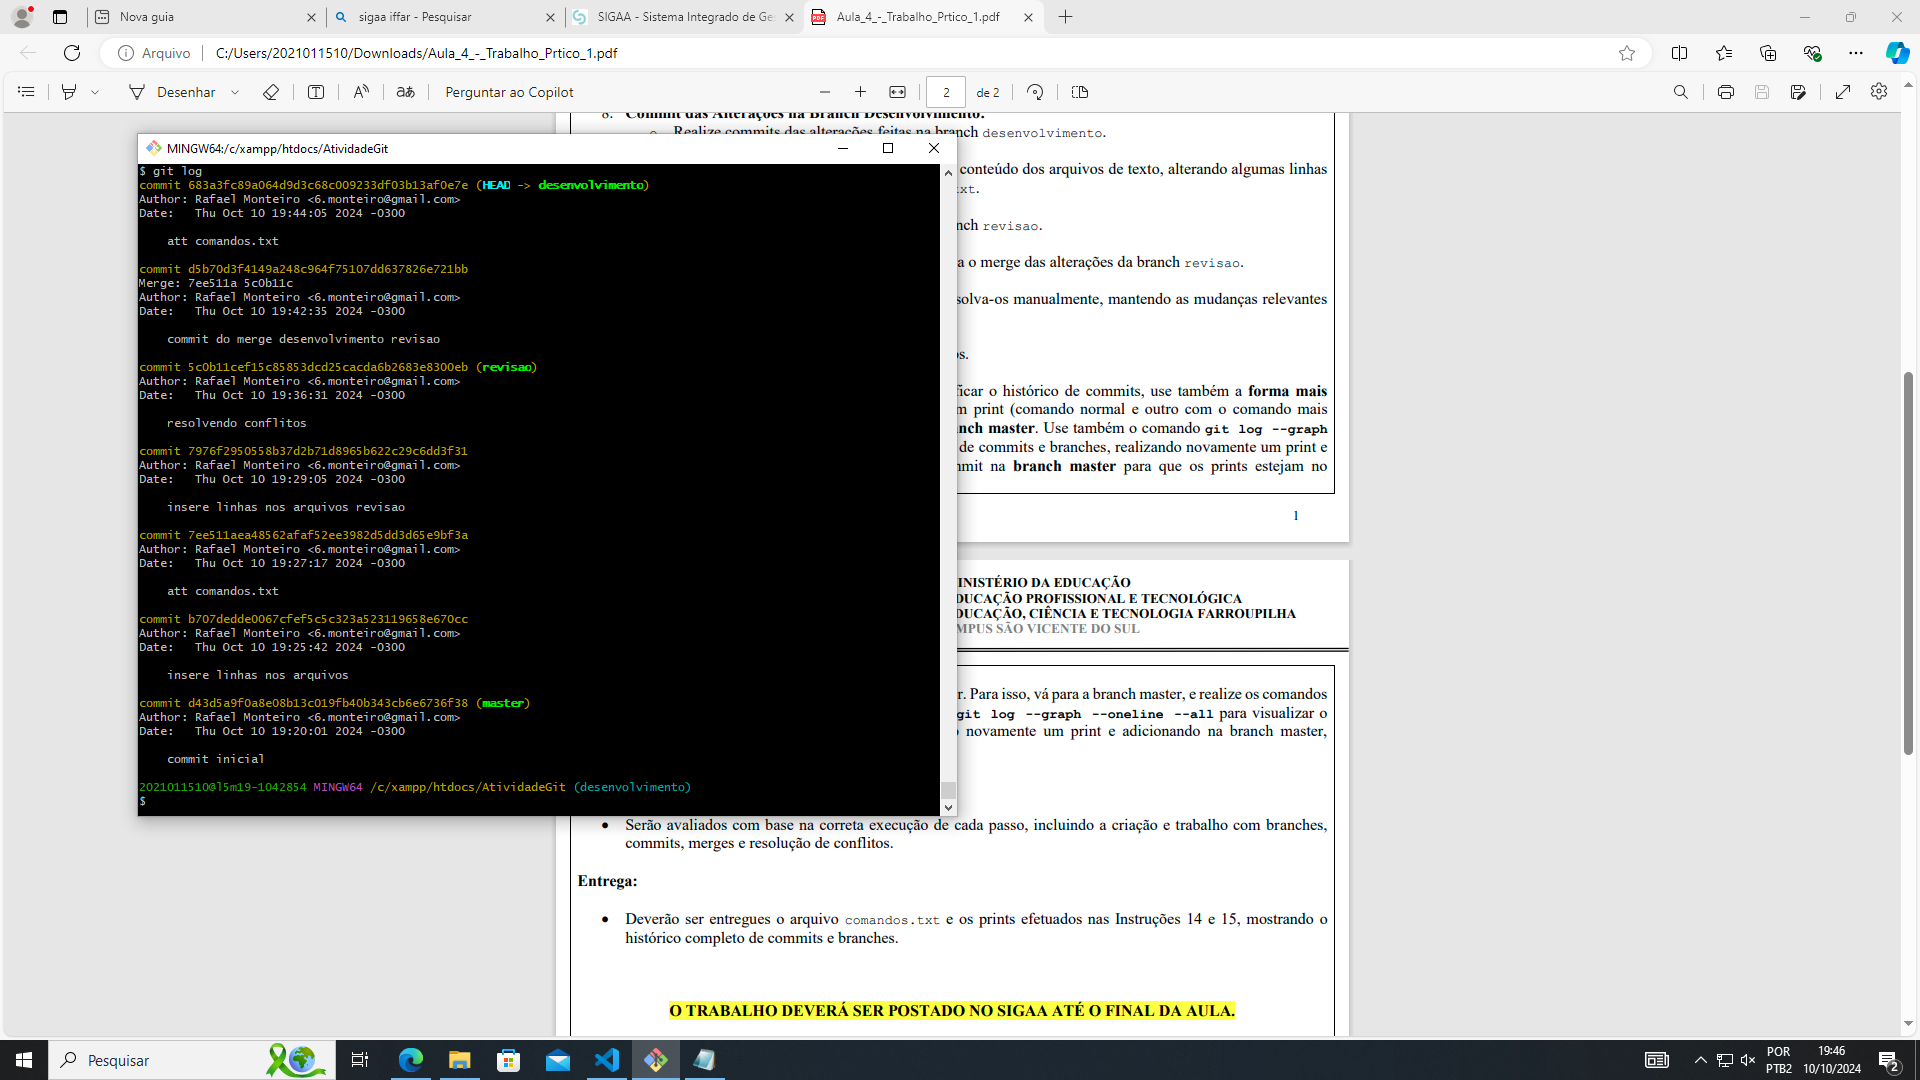 Nova guia
sigaa iffar - Pesquisar
SIGAA - Sistema Integrado de Ge
Aula_4_-_Trabalho_Prtico_1.pdf
Arquivo
C:/Users/2021011510/Downloads/Aula_4_-_Trabalho_Prtico_1.pdf
Desenhar
Perguntar ao Copilot
2
de 2
8. Commit das Alterações na Branch Desenvolvimento:
Realize commits das alterações feitas na branch desenvolvimento.
MINGW64:/c/xampp/htdocs/AtividadeGit
$ git log
commit 683a3fc89a064d9d3c68c009233df03b13af0e7e (HEAD -> desenvolvimento)
Author: Rafael Monteiro <6.monteiro@gmail.com>
Date:   Thu Oct 10 19:44:05 2024 -0300
att comandos.txt
commit d5b70d3f4149a248c964f75107dd637826e721bb
Merge: 7ee511a 5c0b11c
Author: Rafael Monteiro <6.monteiro@gmail.com>
Date:   Thu Oct 10 19:42:35 2024 -0300
commit do merge desenvolvimento revisao
commit 5c0b11cef15c85853dcd25cacda6b2683e8300eb (revisao)
Author: Rafael Monteiro <6.monteiro@gmail.com>
Date:   Thu Oct 10 19:36:31 2024 -0300
resolvendo conflitos
commit 7976f2950558b37d2b71d8965b622c29c6dd3f31
Author: Rafael Monteiro <6.monteiro@gmail.com>
Date:   Thu Oct 10 19:29:05 2024 -0300
insere linhas nos arquivos revisao
commit 7ee511aea48562afaf52ee3982d5dd3d65e9bf3a
Author: Rafael Monteiro <6.monteiro@gmail.com>
Date:   Thu Oct 10 19:27:17 2024 -0300
att comandos.txt
commit b707dedde0067cfef5c5c323a523119658e670cc
Author: Rafael Monteiro <6.monteiro@gmail.com>
Date:   Thu Oct 10 19:25:42 2024 -0300
insere linhas nos arquivos
commit d43d5a9f0a8e08b13c019fb40b343cb6e6736f38 (master)
Author: Rafael Monteiro <6.monteiro@gmail.com>
Date:   Thu Oct 10 19:20:01 2024 -0300
commit inicial
2021011510@l5m19-1042854 MINGW64 /c/xampp/htdocs/AtividadeGit (desenvolvimento)
$
conteúdo dos arquivos de texto, alterando algumas linhas
xt.
nch revisao.
a o merge das alterações da branch revisao.
solva-os manualmente, mantendo as mudanças relevantes
os.
ficar o histórico de commits, use também a forma mais
m print (comando normal e outro com o comando mais
nch master. Use também o comando git log --graph
de commits e branches, realizando novamente um print e
mmit na branch master para que os prints estejam no
1
INISTÉRIO DA EDUCAÇÃO
DUCAÇÃO PROFISSIONAL E TECNOLÓGICA
DUCAÇÃO, CIÊNCIA E TECNOLOGIA FARROUPILHA
MPUS SÃO VICENTE DO SUL
r. Para isso, vá para a branch master, e realize os comandos
git log --graph --oneline --all para visualizar o
o novamente um print e adicionando na branch master,
• Serão avaliados com base na correta execução de cada passo, incluindo a criação e trabalho com branches,
commits, merges e resolução de conflitos.
Entrega:
• Deverão ser entregues o arquivo comandos.txt e os prints efetuados nas Instruções 14 e 15, mostrando o
histórico completo de commits e branches.
O TRABALHO DEVERÁ SER POSTADO NO SIGAA ATÉ O FINAL DA AULA.
Pesquisar
POR
PTB2
19:46
10/10/2024
2